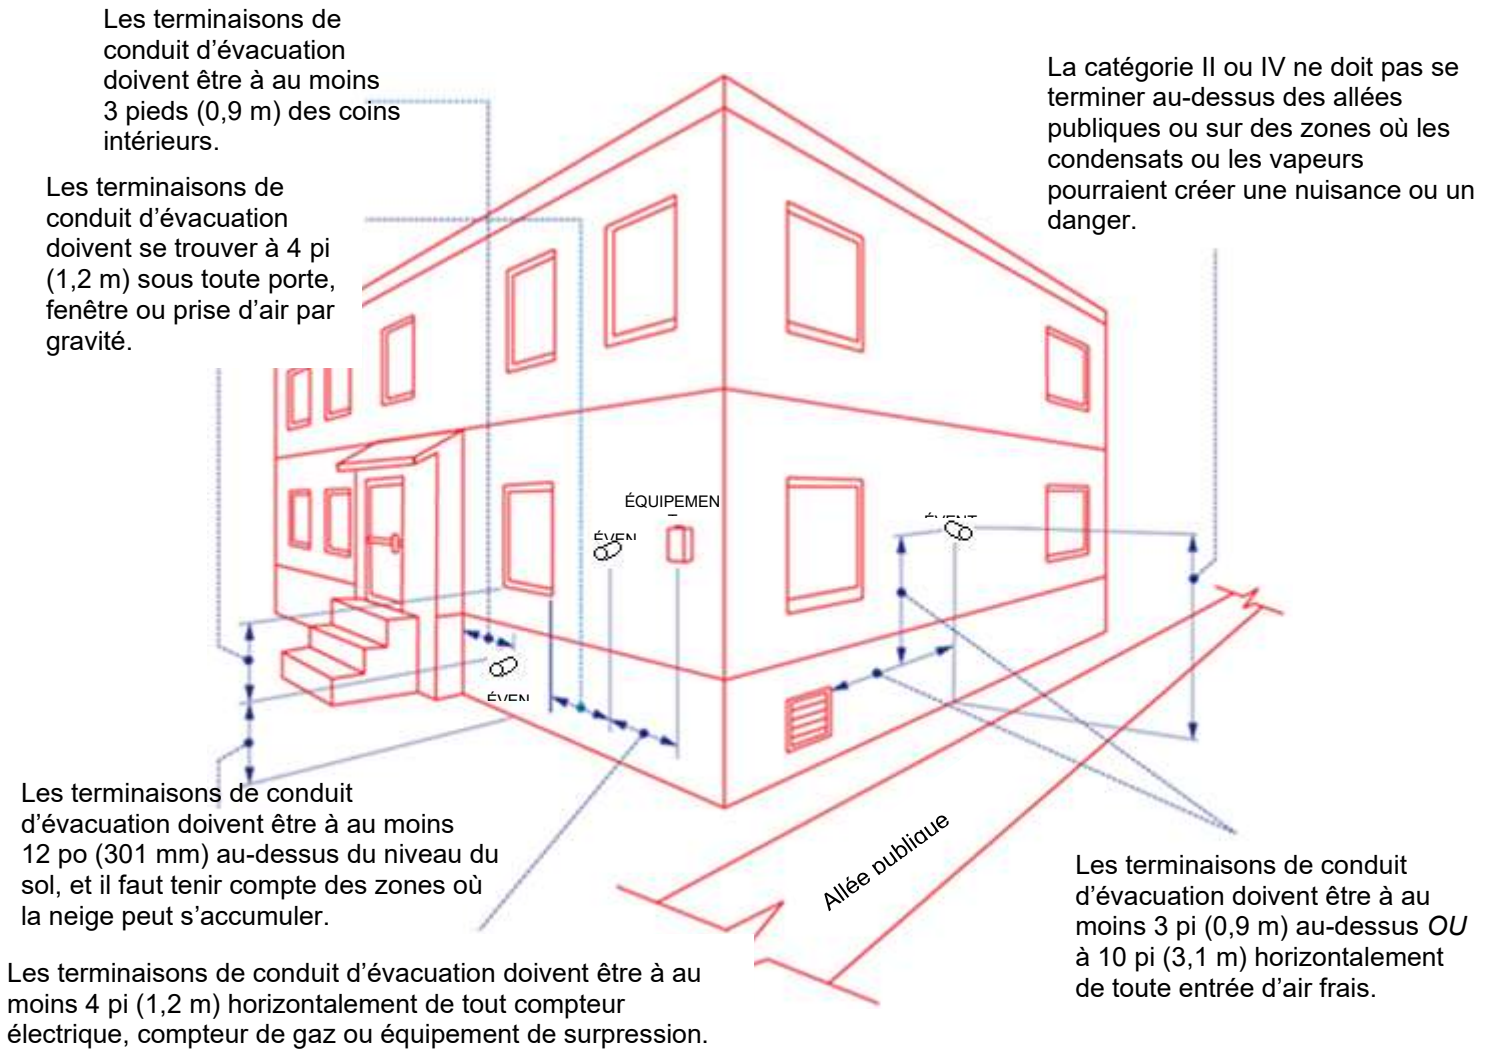 Les terminaisons de
conduit d’évacuation
doivent être à au moins
3 pieds (0,9 m) des coins
intérieurs.
Les terminaisons de
conduit d’évacuation
doivent se trouver à 4 pi
(1,2 m) sous toute porte,
fenêtre ou prise d’air par
gravité.
La catégorie II ou IV ne doit pas se
terminer au-dessus des allées
publiques ou sur des zones où les
condensats ou les vapeurs
pourraient créer une nuisance ou un
danger.
ÉQUIPEMEN
ÉVEN
ÉVENT
ÉVEN
Allée publique
Les terminaisons de conduit
d’évacuation doivent être à au moins
12 po (301 mm) au-dessus du niveau du
sol, et il faut tenir compte des zones où
la neige peut s’accumuler.
Les terminaisons de conduit d’évacuation doivent être à au
moins 4 pi (1,2 m) horizontalement de tout compteur
électrique, compteur de gaz ou équipement de surpression.
Les terminaisons de conduit
d’évacuation doivent être à au
moins 3 pi (0,9 m) au-dessus OU
à 10 pi (3,1 m) horizontalement
de toute entrée d’air frais.